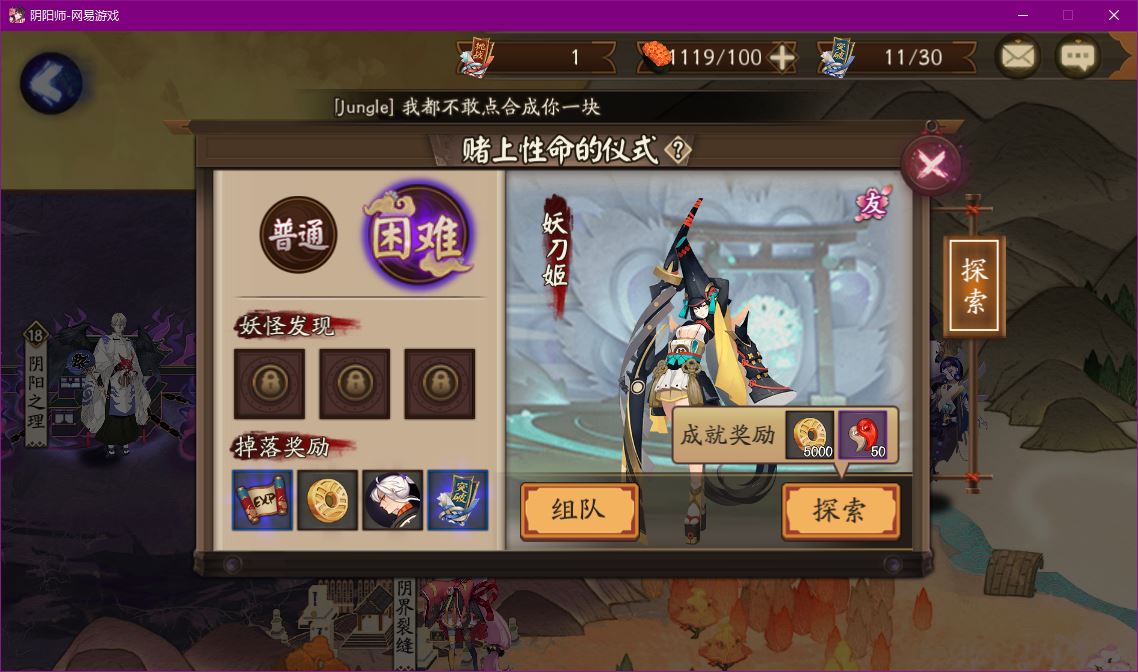 阴阳师-网易游戏
1
1119/100
11/30
[Jungle] 我都不敢点合成你一块
赌上性命的仪式
?
普通
困难
妖刀姬
友
探索
妖怪发现
18
阴阳之理
掉落奖励
成就奖励
5000
50
EXP
突破
组队
探索
阴界裂缝